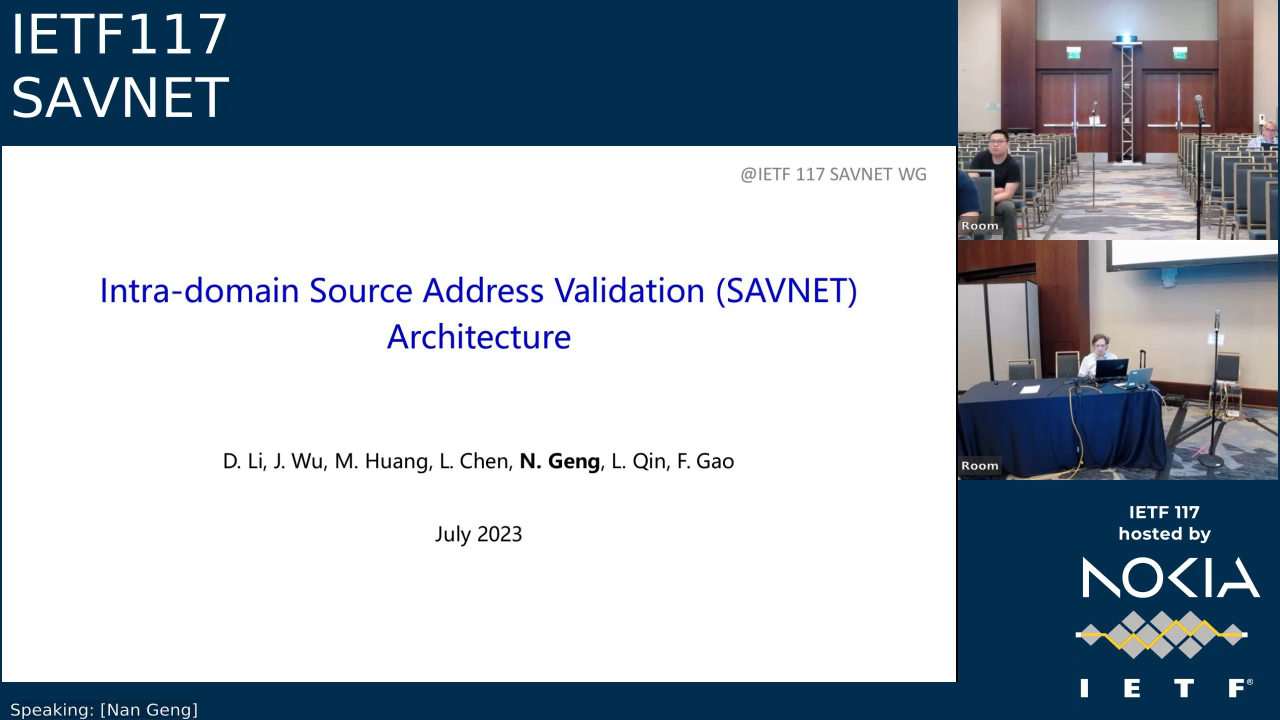 IETF117
SAVNET
@IETF 117 SAVNET WG
Intra-domain Source Address Validation (SAVNET)
Architecture
D. Li, J. Wu, M. Huang, L. Chen, N. Geng, L. Qin, F. Gao
July 2023
Room
Room
IETF 117
hosted by
NOKIA
I E T F®
Speaking: [Nan Geng]